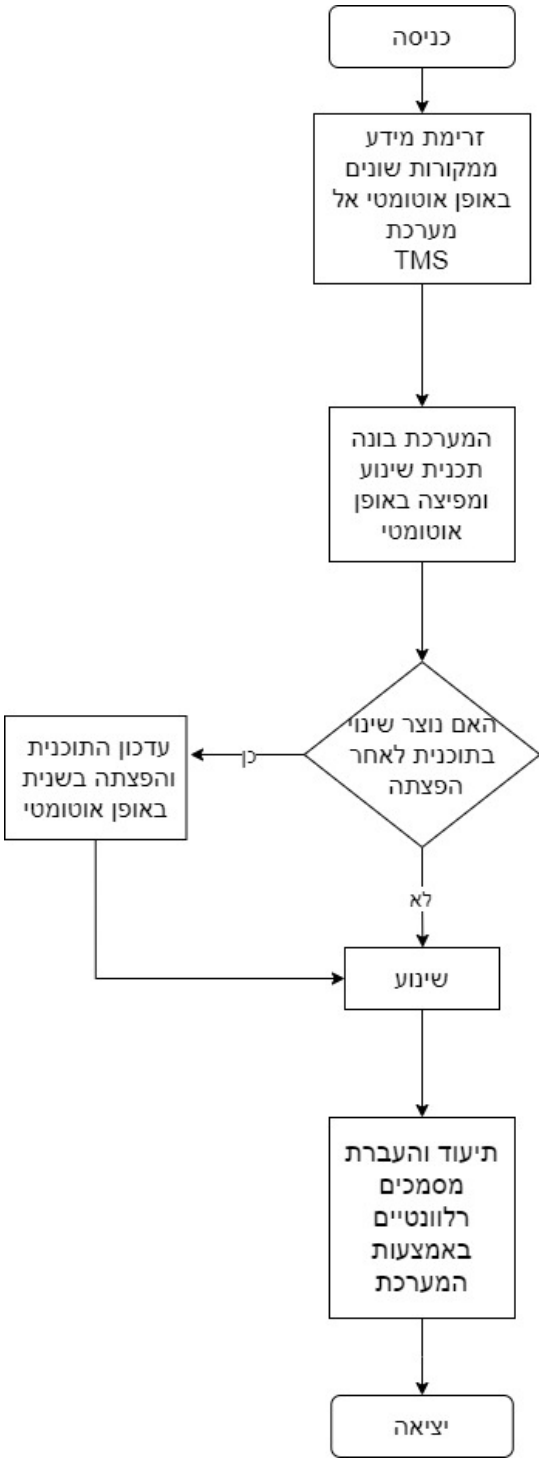 כניסה
זרימת מידע
ממקורות שונים
באופן אוטומטי אל
מערכת
TMS
המערכת בונה
תכנית שינוע
ומפיצה באופן
אוטומטי
האם נוצר שינוי
בתוכנית לאחר
הפצתה
כן
עדכון התוכנית
והפצתה בשנית
באופן אוטומטי
לא
שינוע
תיעוד והעברת
מסמכים
רלוונטיים
באמצעות
המערכת
יציאה